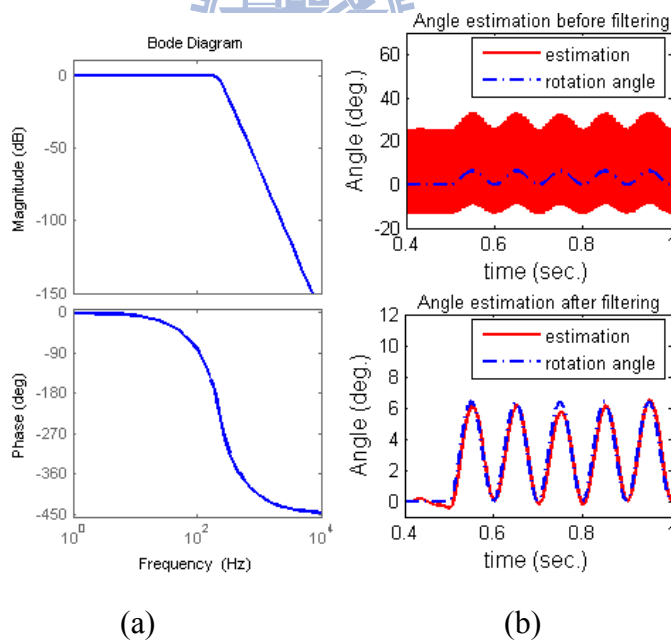 Bode Diagram
Magnitude (dB)
0
-50
-100
-150
Phase (deg)
0
-90
-180
-270
-360
-450
10^0
10^2
10^4
Frequency (Hz)
(a)
Angle estimation before filtering
Angle (deg.)
60
40
20
0
-20
estimation
rotation angle
0.4
0.6
0.8
1
time (sec.)
Angle estimation after filtering
Angle (deg.)
12
10
8
6
4
2
0
estimation
rotation angle
0.4
0.6
0.8
1
time (sec.)
(b)